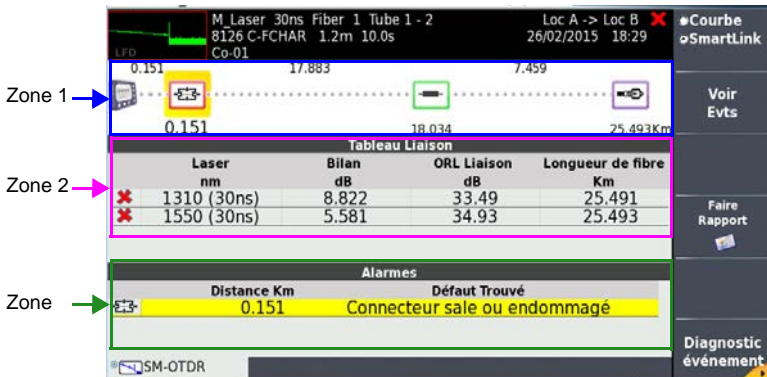 M_Laser 30ns Fiber 1 Tube 1 - 2 Loc A -> Loc B
8126 C-FCHAR 1.2m 10.0s 26/02/2015 18:29
LFD Co-01
Courbe
SmartLink
0.151 17.883 7.459
Zone 1
0.151 18.034 25.493Km
Voir
Evts
Tableau Liaison
Laser Bilan ORL Liaison Longueur de fibre
nm dB dB Km
Zone 2
1310 (30ns) 8.822 33.49 25.491
1550 (30ns) 5.581 34.93 25.493
Faire
Rapport
Alarmes
Distance Km Défaut Trouvé
Zone
0.151 Connecteur sale ou endommagé
Diagnostic
événement
SM-OTDR